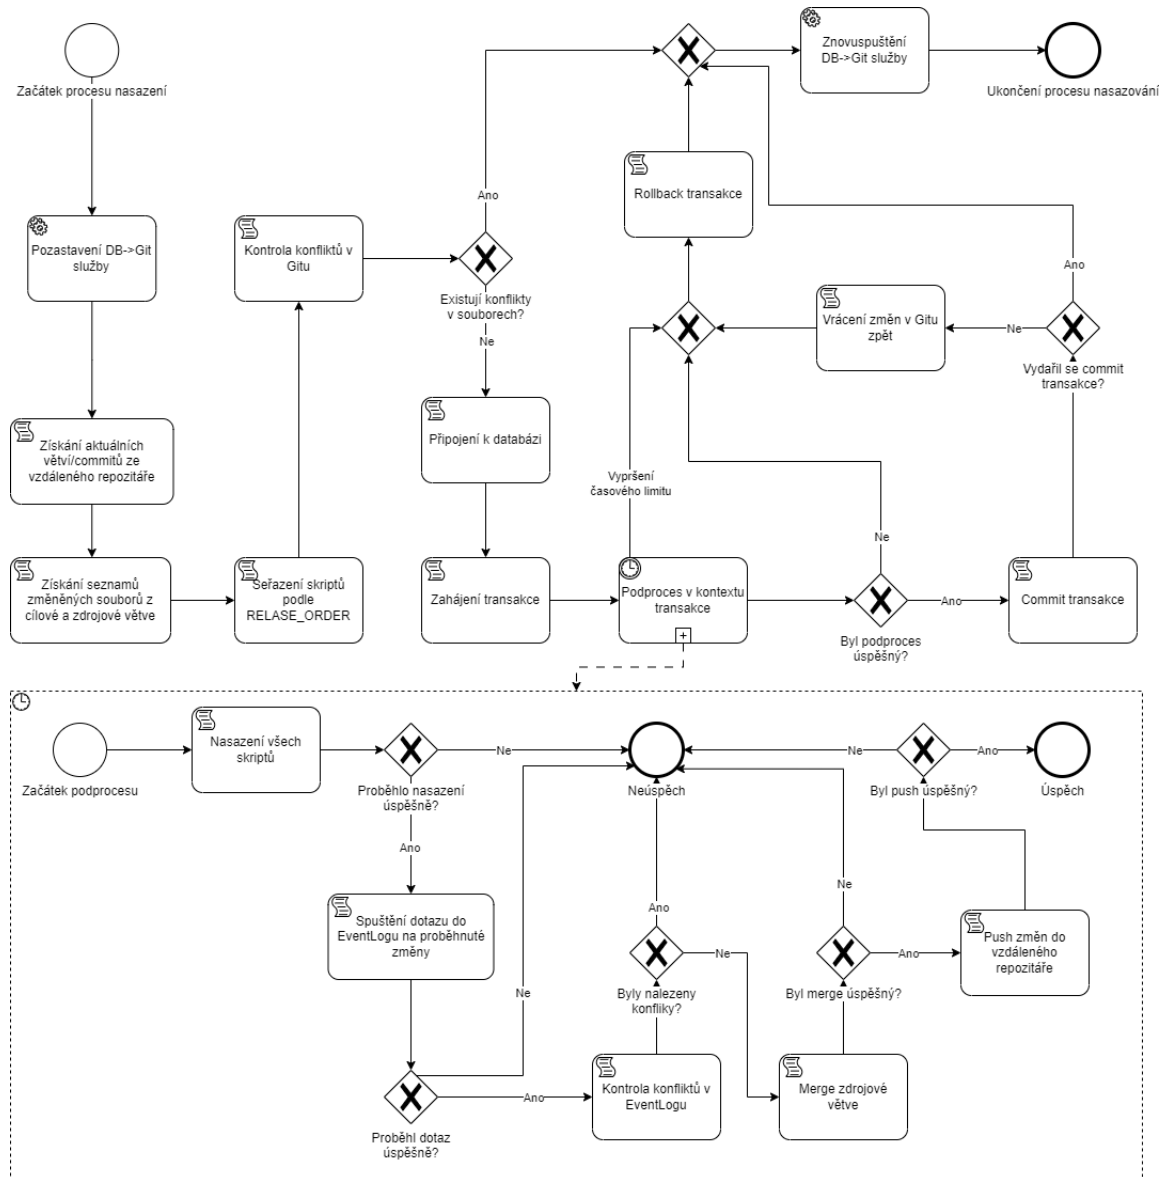 Začátek procesu nasazení
Pozastavení DB->Git
služby
Získání aktuálních
větví/commitů ze
vzdáleného repozitáře
Získání seznamů
změněných souborů z
cílové a zdrojové větve
Seřazení skriptů
podle
RELASE_ORDER
Kontrola konfliktů v
Gitu
Existují konflikty
v souborech?
Ano
Ne
Připojení k databázi
Zahájení transakce
Podproces v kontextu
transakce
Vypršení
časového limitu
Byl podproces
úspěšný?
Ne
Ano
Commit transakce
Vydařil se commit
transakce?
Ano
Ne
Vrácení změn v Gitu
zpět
Rollback transakce
Znovuspuštění
DB->Git služby
Ukončení procesu nasazování
Začátek podprocesu
Nasazení všech
skriptů
Proběhlo nasazení
úspěšně?
Ne
Ano
Spuštění dotazu do
EventLogu na proběhnuté
změny
Proběhl dotaz
úspěšně?
Ne
Ano
Kontrola konfliktů v
EventLogu
Byly nalezeny
konfliky?
Ano
Ne
Merge zdrojové
větve
Byl merge úspěšný?
Ne
Ano
Push změn do
vzdáleného
repozitáře
Byl push úspěšný?
Ne
Ano
Neúspěch
Úspěch